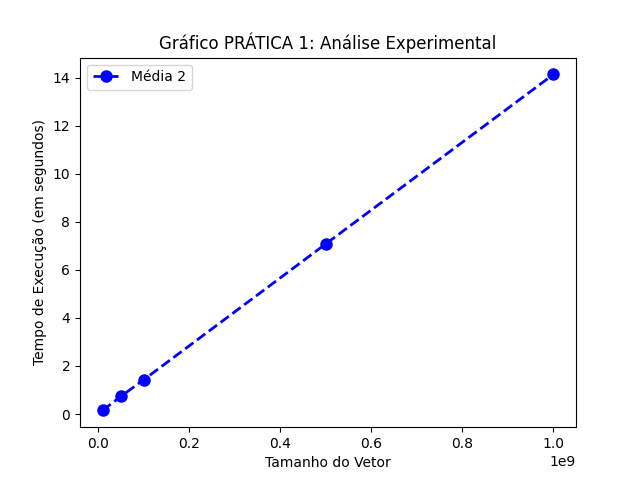 Gráfico PRÁTICA 1: Análise Experimental
Média 2
Tempo de Execução (em segundos)
14
12
10
8
6
4
2
0
0.0 0.2 0.4 0.6 0.8 1.0
1e9
Tamanho do Vetor